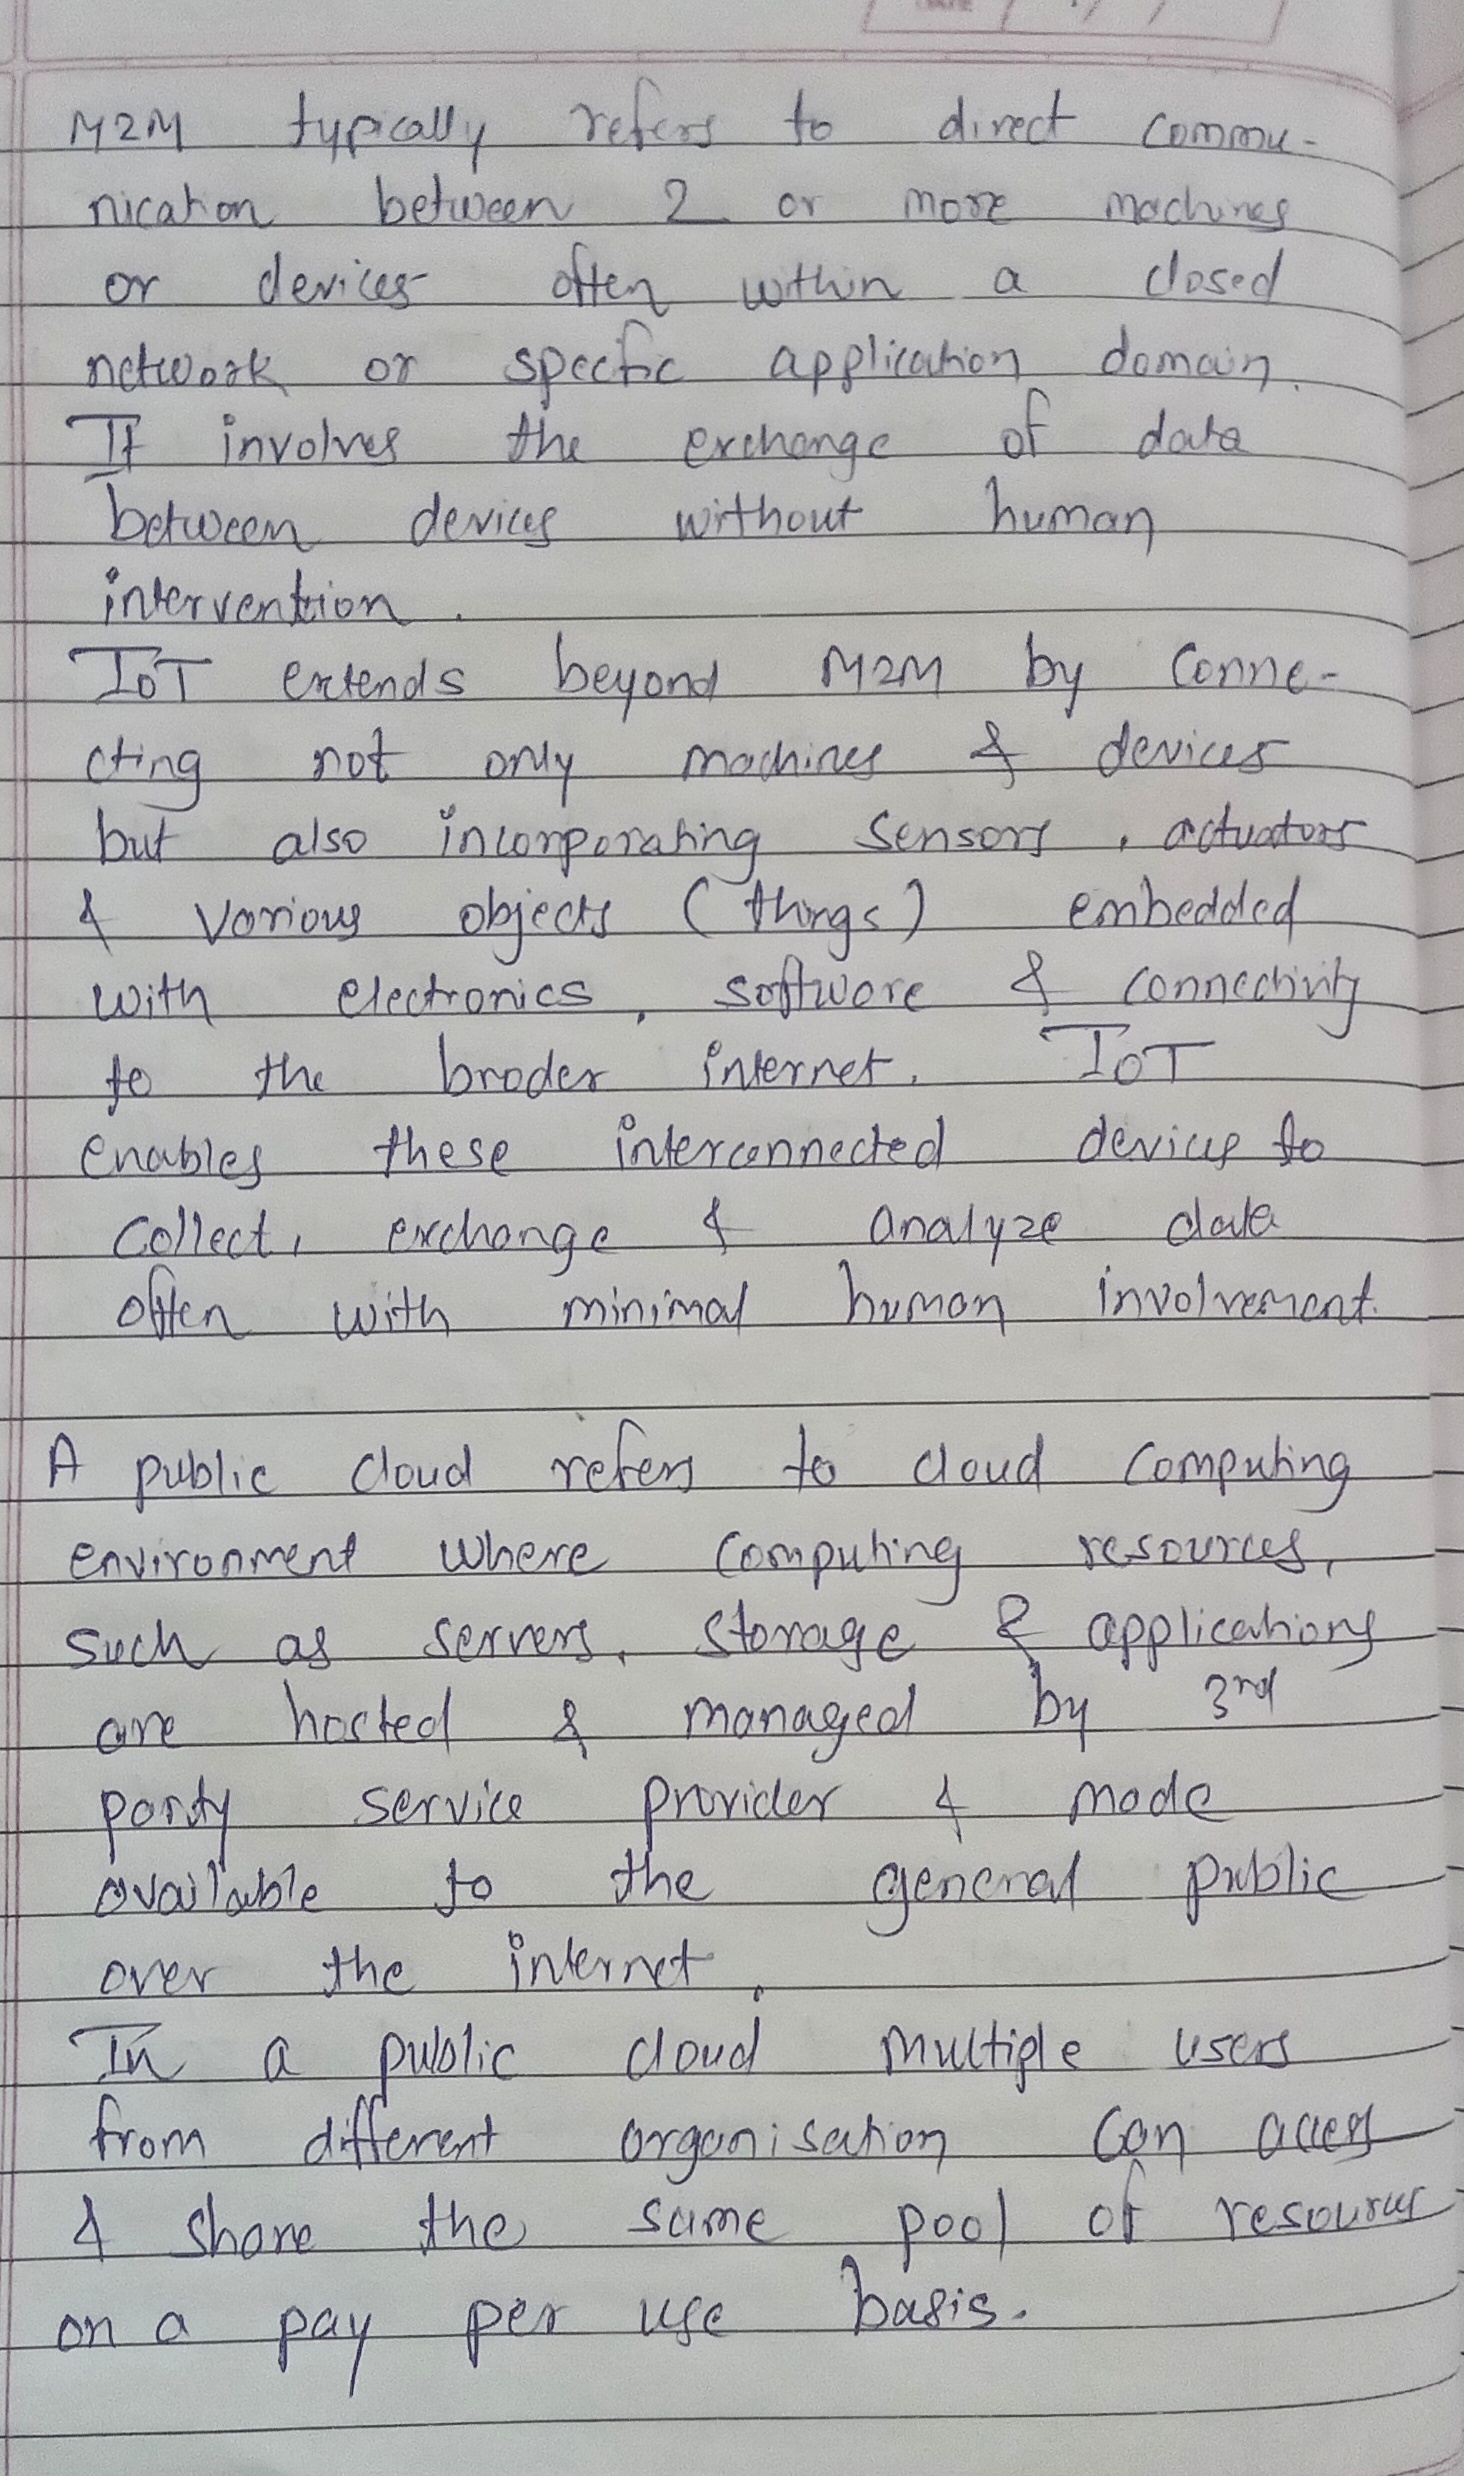 DATE
M2M typically refers to direct commu-
nication between 2 or more machines
or devices often within a closed
network or specfic application domain.
It involves the exchange of data
between devices without human
intervention.
IoT extends beyond M2M by conne-
cting not only machines & devices
but also incorporating sensors, actuators
& various objects (things) embedded
with electronics, software & connectivity
to the broder internet. IoT
enables these interconnected devices to
collect, exchange & analyze data
often with minimal human involvement.
A public cloud refers to cloud computing
environment where computing resources,
such as servers, storage & applications
are hosted & managed by 3rd
party service provider & made
available to the general public
over the internet.
In a public cloud multiple users
from different organisation can access
& share the same pool of resources
on a pay per use basis.